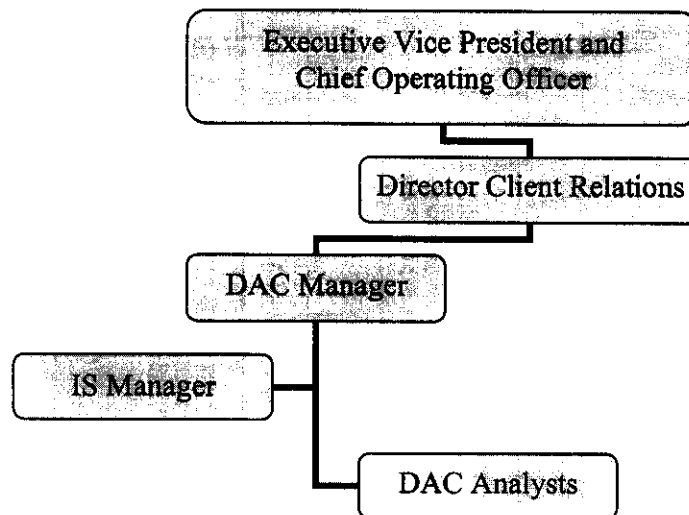 Executive Vice President and
Chief Operating Officer
Director Client Relations
DAC Manager
IS Manager
DAC Analysts